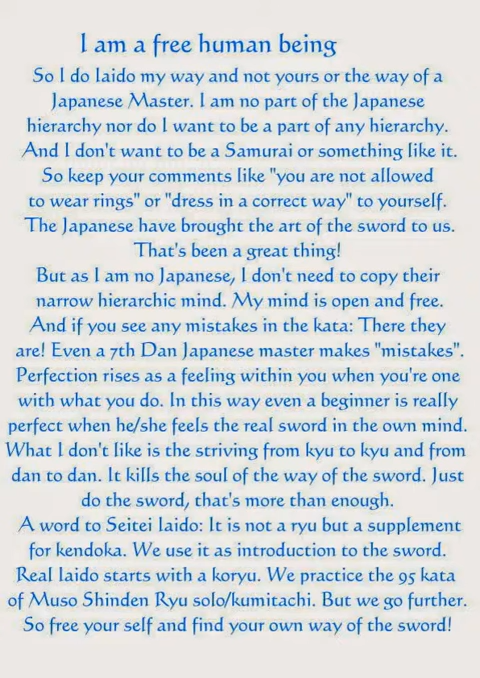 I am a free human being
So I do Iaido my way and not yours or the way of a
Japanese Master. I am no part of the Japanese
hierarchy nor do I want to be a part of any hierarchy.
And I don't want to be a Samurai or something like it.
So keep your comments like "you are not allowed
to wear rings" or "dress in a correct way" to yourself.
The Japanese have brought the art of the sword to us.
That's been a great thing!
But as I am no Japanese, I don't need to copy their
narrow hierarchic mind. My mind is open and free.
And if you see any mistakes in the kata: There they
are! Even a 7th Dan Japanese master makes "mistakes".
Perfection rises as a feeling within you when you're one
with what you do. In this way even a beginner is really
perfect when he/she feels the real sword in the own mind.
What I don't like is the striving from kyu to kyu and from
dan to dan. It kills the soul of the way of the sword. Just
do the sword, that's more than enough.
A word to Seitei Iaido: It is not a ryu but a supplement
for kendoka. We use it as introduction to the sword.
Real Iaido starts with a koryu. We practice the 95 kata
of Muso Shinden Ryu solo/kumitachi. But we go further.
So free your self and find your own way of the sword!